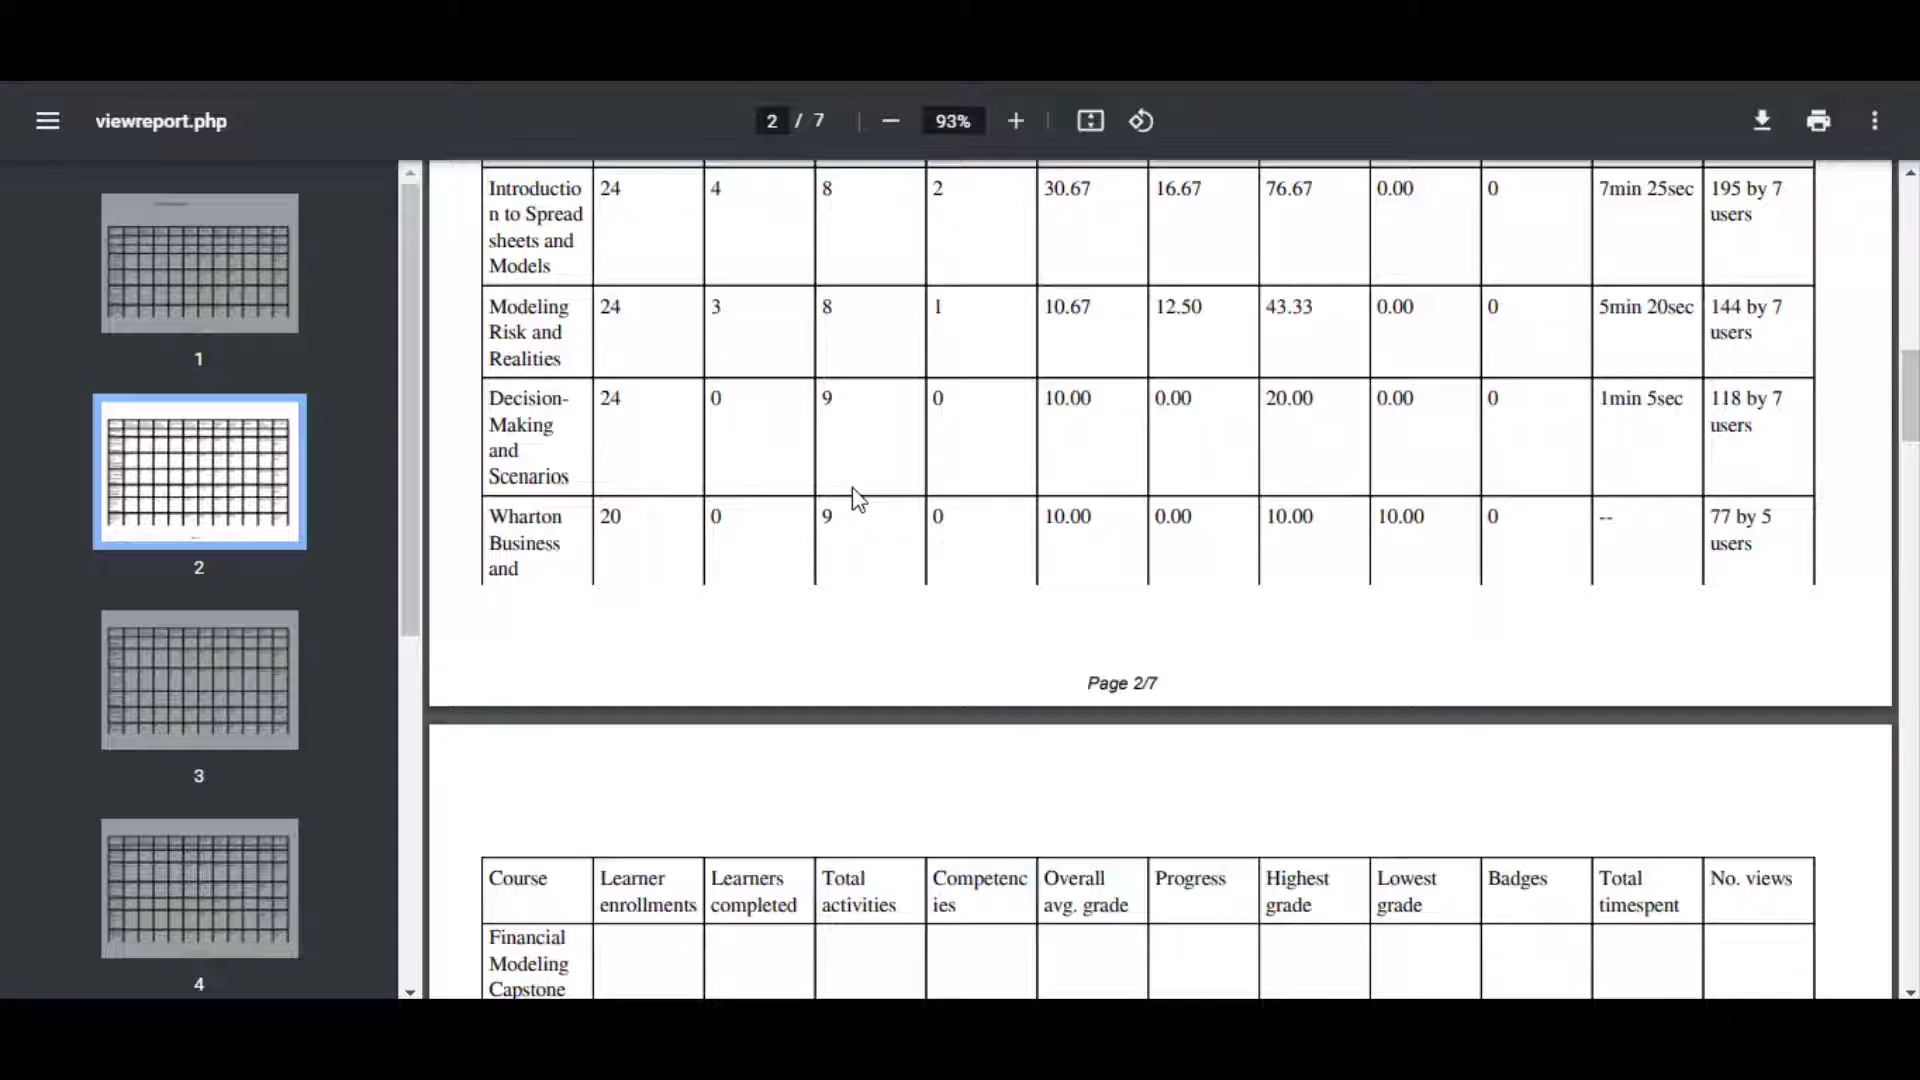 viewreport.php
2 / 7
93%
1
2
3
4
Introductio
n to Spread
sheets and
Models
24
4
8
2
30.67
16.67
76.67
0.00
0
7min 25sec
195 by 7
users
Modeling
Risk and
Realities
24
3
8
1
10.67
12.50
43.33
0.00
0
5min 20sec
144 by 7
users
Decision-
Making
and
Scenarios
24
0
9
0
10.00
0.00
20.00
0.00
0
1min 5sec
118 by 7
users
Wharton
Business
and
20
0
9
0
10.00
0.00
10.00
10.00
0
--
77 by 5
users
Page 2/7
Course
Learner
enrollments
Learners
completed
Total
activities
Competenc
ies
Overall
avg. grade
Progress
Highest
grade
Lowest
grade
Badges
Total
timespent
No. views
Financial
Modeling
Capstone